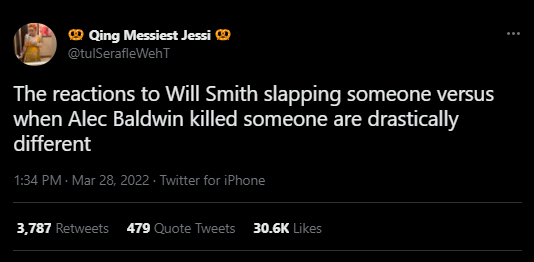 🥨 Qing Messiest Jessi 🥨
@tulSerafleWehT
The reactions to Will Smith slapping someone versus
when Alec Baldwin killed someone are drastically
different
1:34 PM · Mar 28, 2022 · Twitter for iPhone
3,787 Retweets 479 Quote Tweets 30.6K Likes